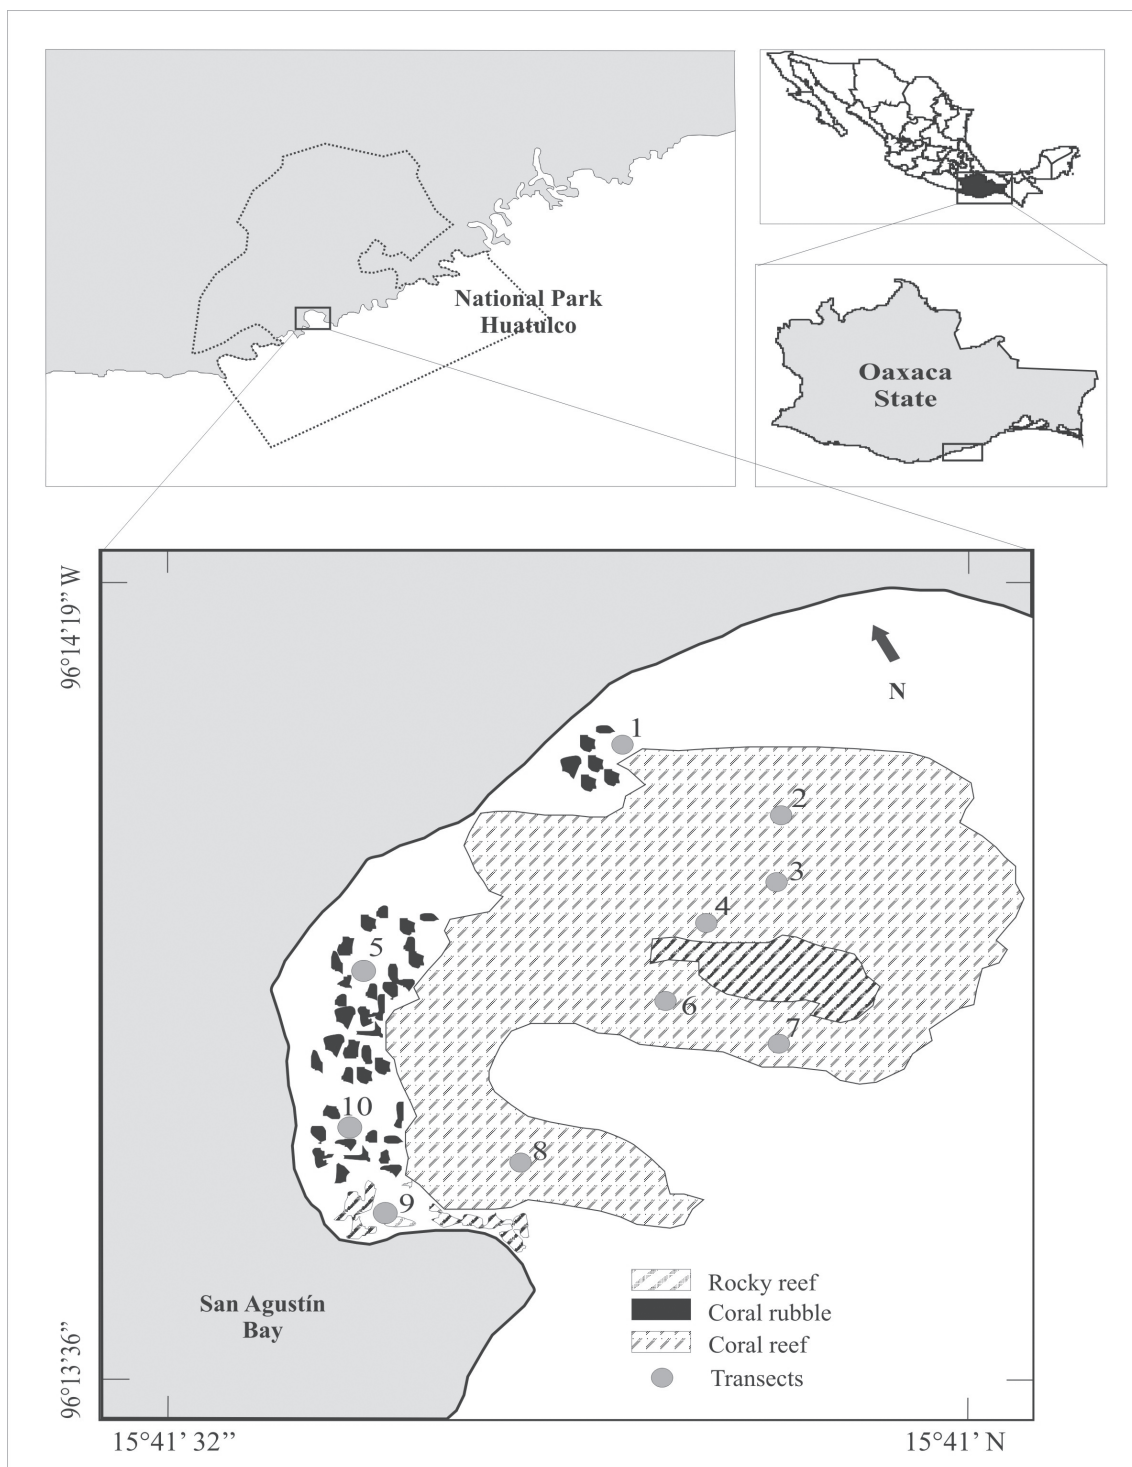 National Park
Huatulco
Oaxaca
State
96°14’19” W
N
1
2
3
4
5
6
7
10
8
9
Rocky reef
Coral rubble
Coral reef
Transects
San Agustín
Bay
96°13’36”
15°41’ 32”
15°41’ N